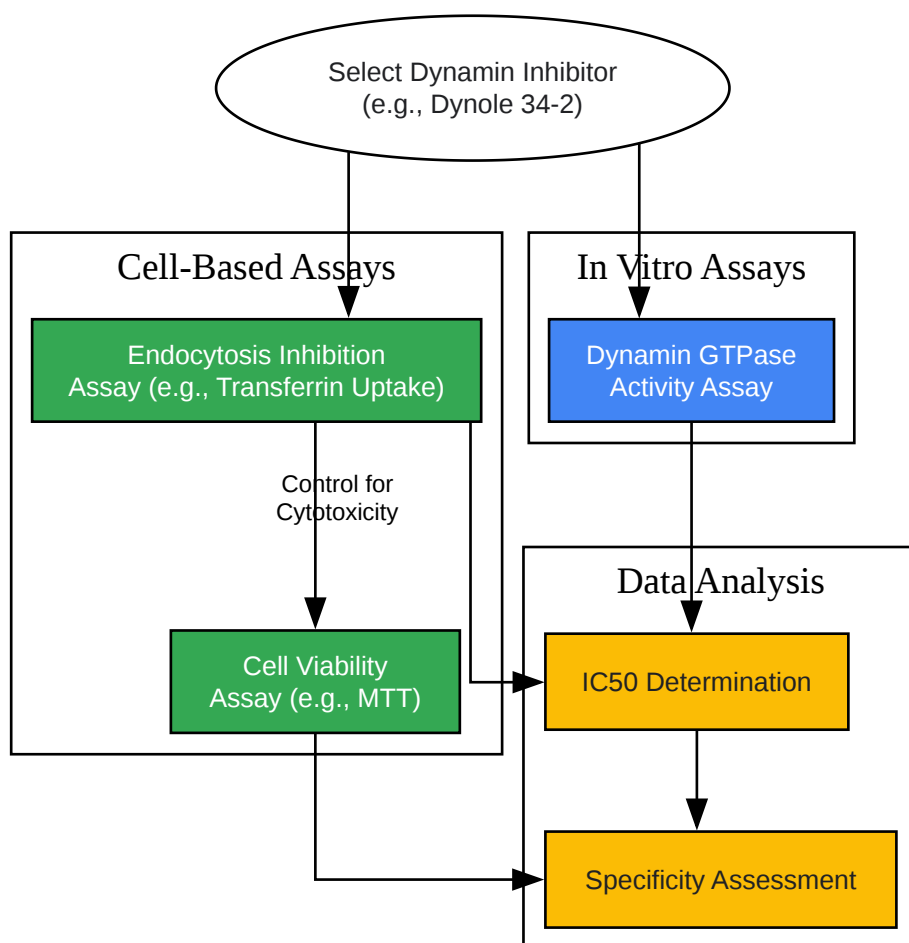 Select Dynamin Inhibitor
(e.g., Dynole 34-2)
Cell-Based Assays
In Vitro Assays
Endocytosis Inhibition
Assay (e.g., Transferrin Uptake)
Dynamin GTPase
Activity Assay
Control for
Cytotoxicity
Data Analysis
Cell Viability
Assay (e.g., MTT)
IC50 Determination
Specificity Assessment